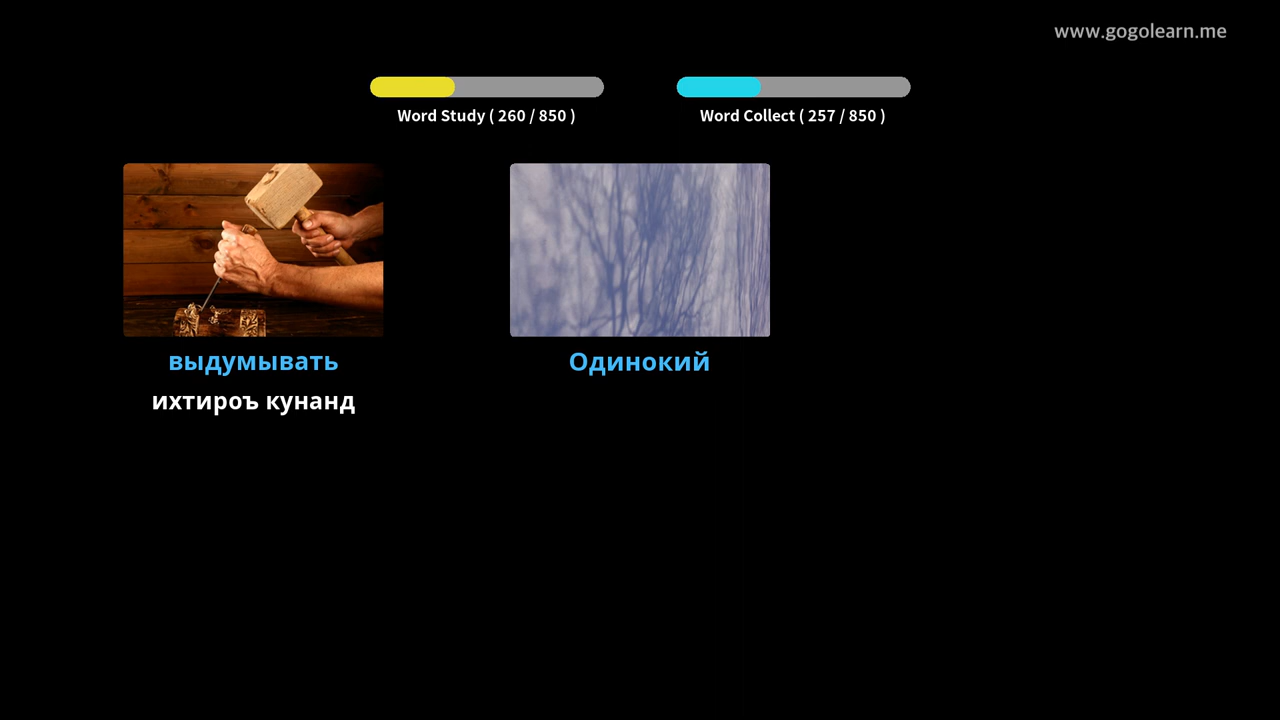 www.gogolearn.me
Word Study ( 260 / 850 )
Word Collect ( 257 / 850 )
выдумывать
ихтироъ кунанд
Одинокий